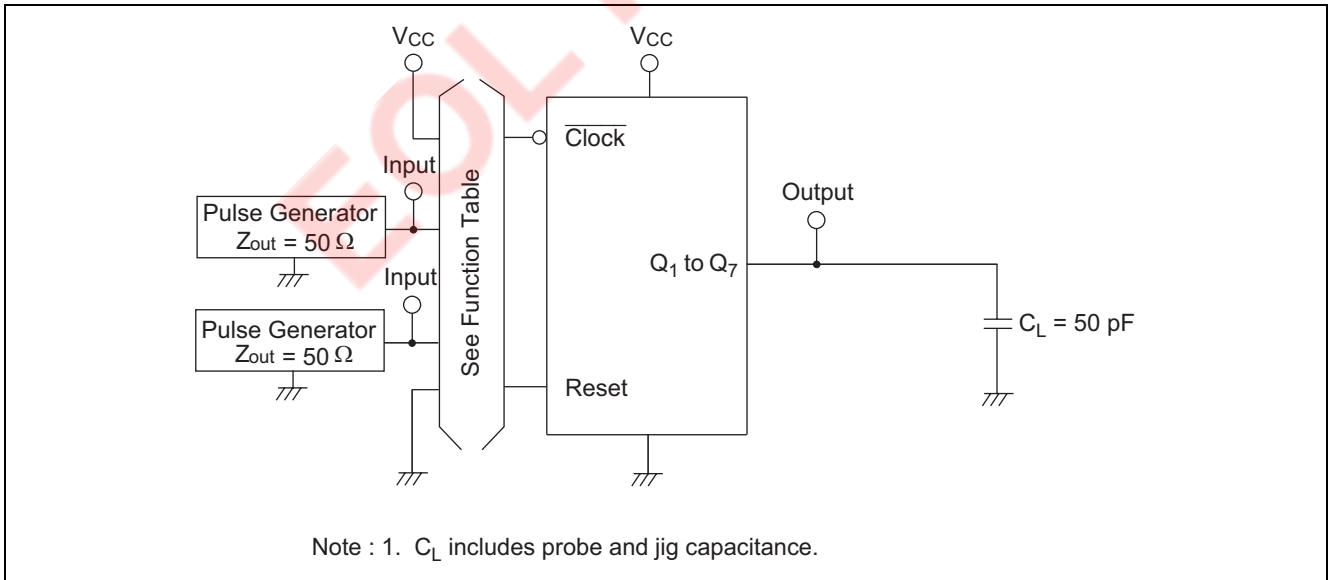 VCC
VCC
Clock
Input
Output
Pulse Generator
Zout = 50 Ω
See Function Table
Q1 to Q7
Input
Pulse Generator
Zout = 50 Ω
CL = 50 pF
Reset
Note : 1. CL includes probe and jig capacitance.
EOL